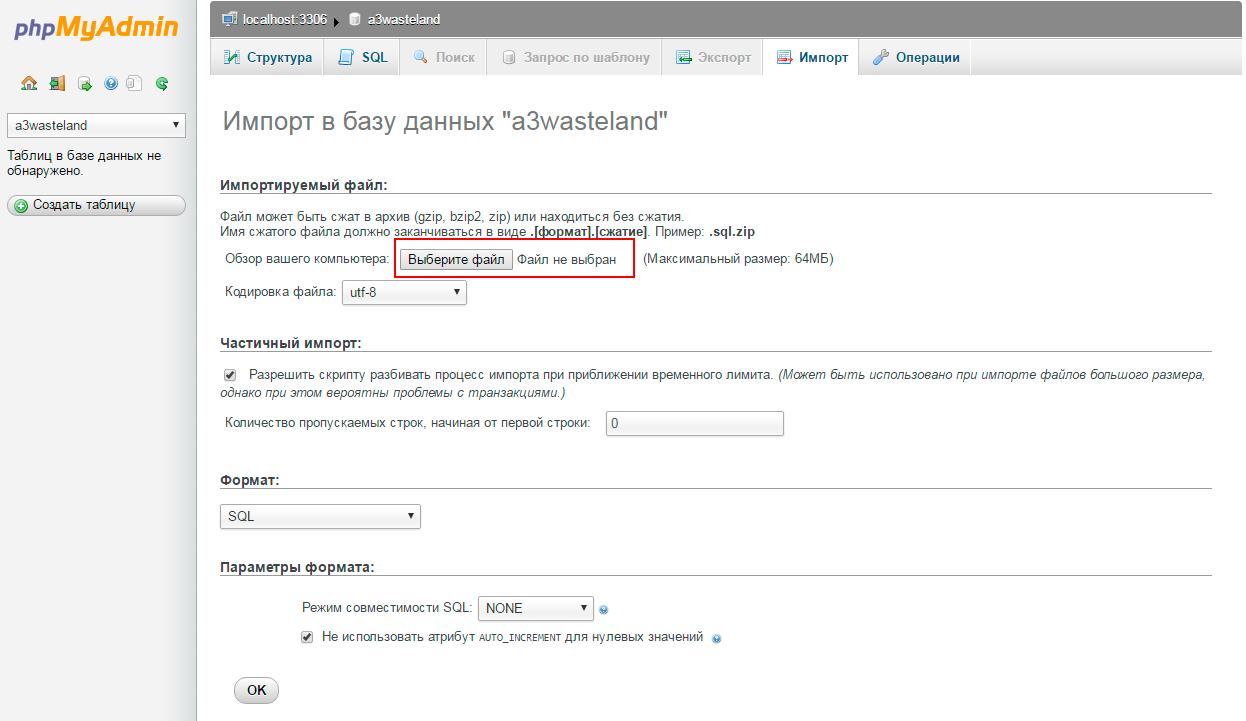 phpMyAdmin
localhost:3306 a3wasteland
Структура SQL Поиск Запрос по шаблону Экспорт Импорт Операции
a3wasteland
Таблиц в базе данных не
обнаружено.
Создать таблицу
Импорт в базу данных "a3wasteland"
Импортируемый файл:
Файл может быть сжат в архив (gzip, bzip2, zip) или находиться без сжатия.
Имя сжатого файла должно заканчиваться в виде .[формат].[сжатие]. Пример: .sql.zip
Обзор вашего компьютера: Выберите файл Файл не выбран (Максимальный размер: 64МБ)
Кодировка файла: utf-8
Частичный импорт:
Разрешить скрипту разбивать процесс импорта при приближении временного лимита. (Может быть использовано при импорте файлов большого размера,
однако при этом вероятны проблемы с транзакциями.)
Количество пропускаемых строк, начиная от первой строки: 0
Формат:
SQL
Параметры формата:
Режим совместимости SQL: NONE
Не использовать атрибут AUTO_INCREMENT для нулевых значений
OK